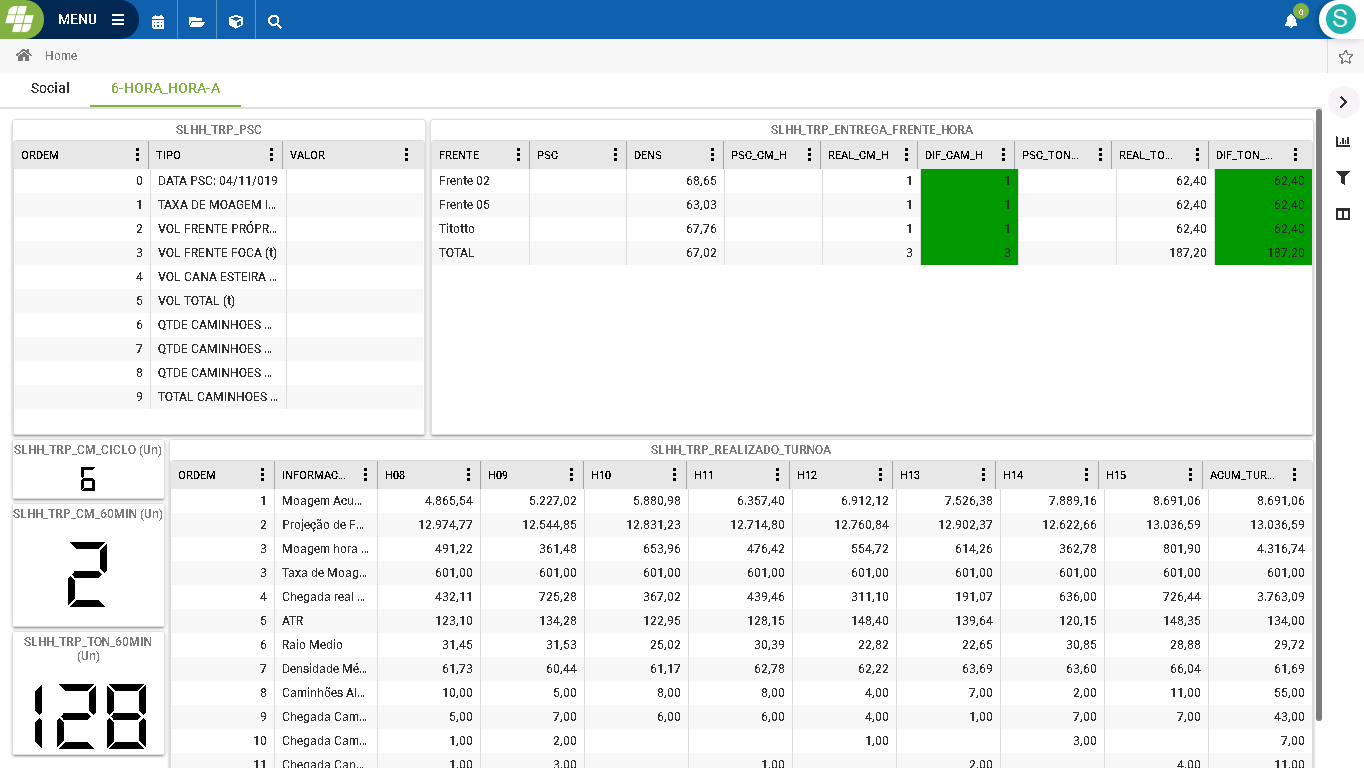 MENU
0
S
Home
Social 6-HORA_HORA-A
SLHH_TRP_PSC
ORDEM TIPO VALOR
0 DATA PSC: 04/11/019
1 TAXA DE MOAGEM I...
2 VOL FRENTE PRÓPR...
3 VOL FRENTE FOCA (t)
4 VOL CANA ESTEIRA ...
5 VOL TOTAL (t)
6 QTDE CAMINHOES ...
7 QTDE CAMINHOES ...
8 QTDE CAMINHOES ...
9 TOTAL CAMINHOES ...
SLHH_TRP_ENTREGA_FRENTE_HORA
FRENTE PSC DENS PSC_CM_H REAL_CM_H DIF_CAM_H PSC_TON... REAL_TO... DIF_TON_...
Frente 02 68,65 1 1 62,40 62,40
Frente 05 63,03 1 1 62,40 62,40
Titotto 67,76 1 1 62,40 62,40
TOTAL 67,02 3 3 187,20 187,20
SLHH_TRP_CM_CICLO (Un)
6
SLHH_TRP_CM_60MIN (Un)
2
SLHH_TRP_TON_60MIN
(Un)
128
SLHH_TRP_REALIZADO_TURNOA
ORDEM INFORMAC... H08 H09 H10 H11 H12 H13 H14 H15 ACUM_TUR...
1 Moagem Acu... 4.865,54 5.227,02 5.880,98 6.357,40 6.912,12 7.526,38 7.889,16 8.691,06 8.691,06
2 Projeção de F... 12.974,77 12.544,85 12.831,23 12.714,80 12.760,84 12.902,37 12.622,66 13.036,59 13.036,59
3 Moagem hora ... 491,22 361,48 653,96 476,42 554,72 614,26 362,78 801,90 4.316,74
3 Taxa de Moag... 601,00 601,00 601,00 601,00 601,00 601,00 601,00 601,00 601,00
4 Chegada real ... 432,11 725,28 367,02 439,46 311,10 191,07 636,00 726,44 3.763,09
5 ATR 123,10 134,28 122,95 128,15 148,40 139,64 120,15 148,35 134,00
6 Raio Medio 31,45 31,53 25,02 30,39 22,82 22,65 30,85 28,88 29,72
7 Densidade Mé... 61,73 60,44 61,17 62,78 62,22 63,69 63,60 66,04 61,69
8 Caminhões Al... 10,00 5,00 8,00 8,00 4,00 7,00 2,00 11,00 55,00
9 Chegada Cam... 5,00 7,00 6,00 6,00 4,00 1,00 7,00 7,00 43,00
10 Chegada Cam... 1,00 2,00 1,00 3,00 7,00
11 Chegada Can... 1,00 3,00 1,00 2,00 4,00 11,00